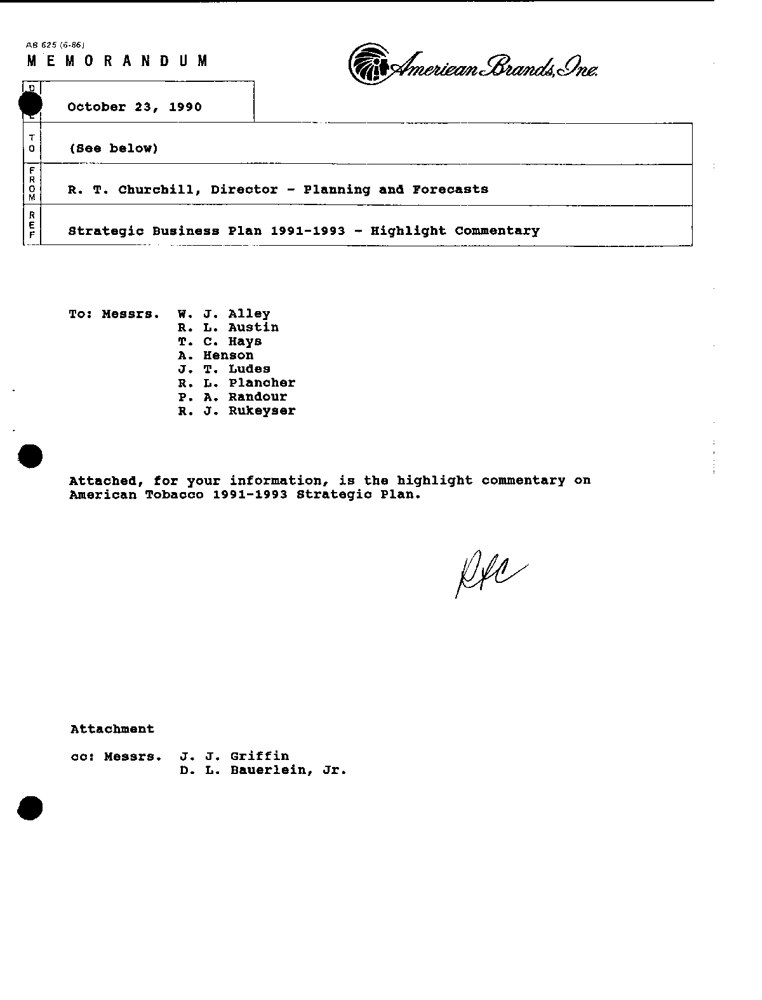 AB 625 (6-86)
MEMORANDUM
American Brands, Inc.
October 23, 1990
TO
(See below)
FROM
R. T. Churchill, Director - Planning and Forecasts
REF
Strategic Business Plan 1991-1993 - Highlight Commentary
To: Messrs. W. J. Alley
R. L. Austin
T. C. Hays
A. Henson
J. T. Ludes
R. L. Plancher
P. A. Randour
R. J. Rukeyser
Attached, for your information, is the highlight commentary on
American Tobacco 1991-1993 Strategic Plan.
Attachment
cc: Messrs. J. J. Griffin
D. L. Bauerlein, Jr.